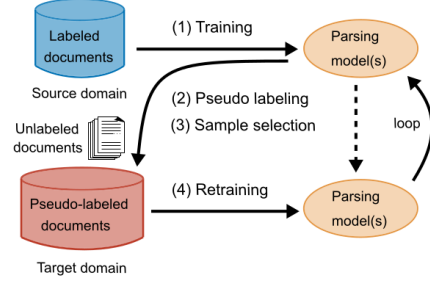 Labeled
documents
Source domain
(1) Training
Parsing
model(s)
(2) Pseudo labeling
(3) Sample selection
loop
Unlabeled
documents
Pseudo-labeled
documents
Target domain
(4) Retraining
Parsing
model(s)